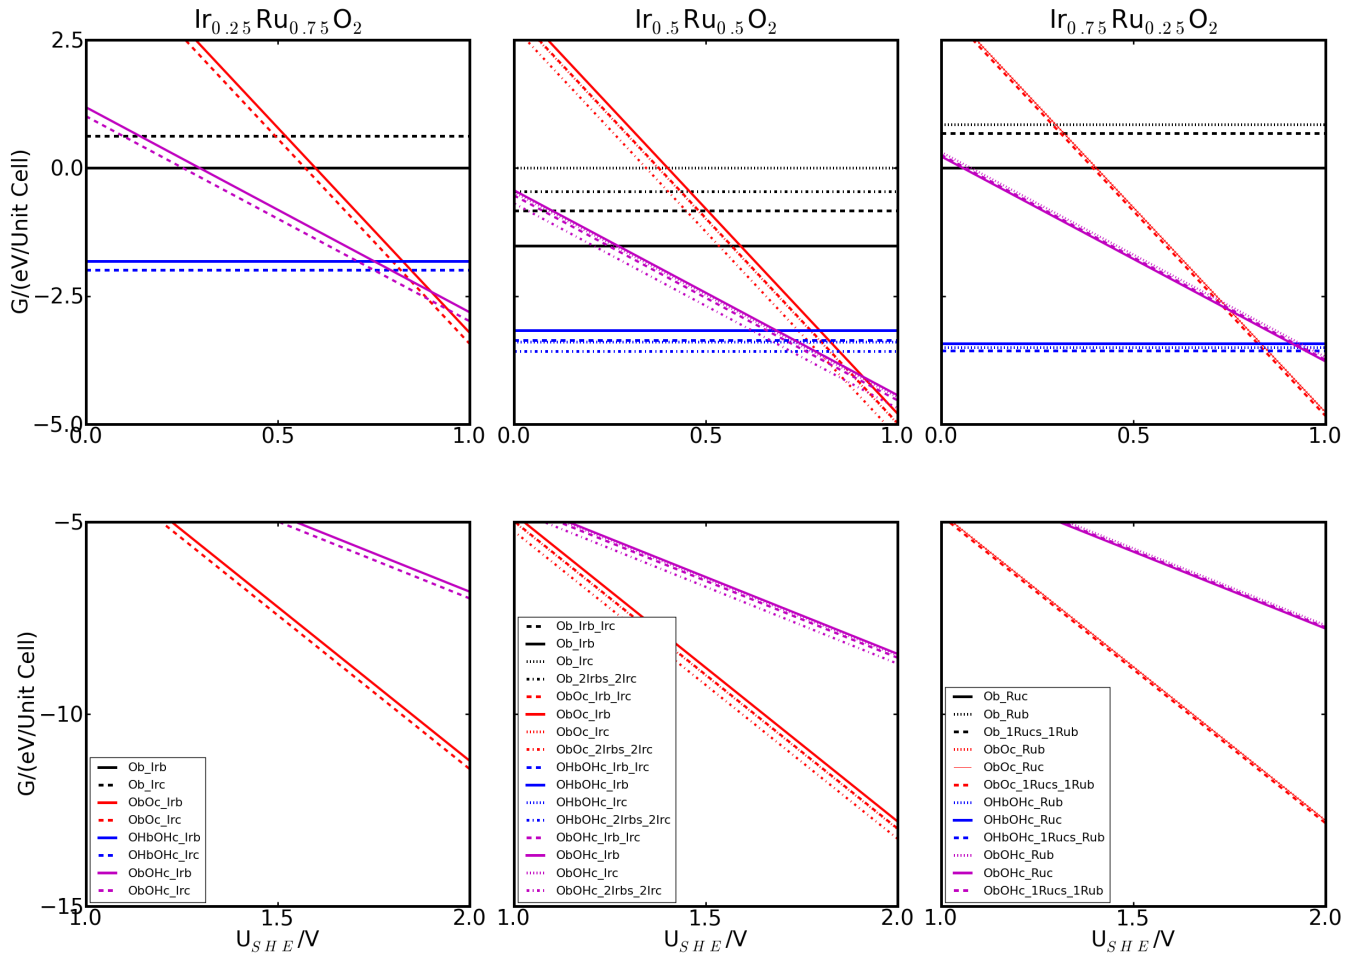 Ir0.25Ru0.75O2
Ir0.5Ru0.5O2
Ir0.75Ru0.25O2
G/(eV/Unit Cell)
2.5
0.0
−2.5
−5.0
0.0 0.5 1.0
0.0 0.5 1.0
0.0 0.5 1.0
G/(eV/Unit Cell)
−5
−10
−15
Ob_Irb
Ob_Irc
ObOc_Irb
ObOc_Irc
OHbOHc_Irb
OHbOHc_Irc
ObOHc_Irb
ObOHc_Irc
Ob_Irb_Irc
Ob_Irb
Ob_Irc
Ob_2Irbs_2Irc
ObOc_Irb_Irc
ObOc_Irb
ObOc_Irc
ObOc_2Irbs_2Irc
OHbOHc_Irb_Irc
OHbOHc_Irb
OHbOHc_Irc
OHbOHc_2Irbs_2Irc
ObOHc_Irb_Irc
ObOHc_Irb
ObOHc_Irc
ObOHc_2Irbs_2Irc
Ob_Ruc
Ob_Rub
Ob_1Rucs_1Rub
ObOc_Rub
ObOc_Ruc
ObOc_1Rucs_1Rub
OHbOHc_Rub
OHbOHc_Ruc
OHbOHc_1Rucs_Rub
ObOHc_Rub
ObOHc_Ruc
ObOHc_1Rucs_1Rub
1.0 1.5 2.0
1.0 1.5 2.0
1.0 1.5 2.0
USHE/V
USHE/V
USHE/V